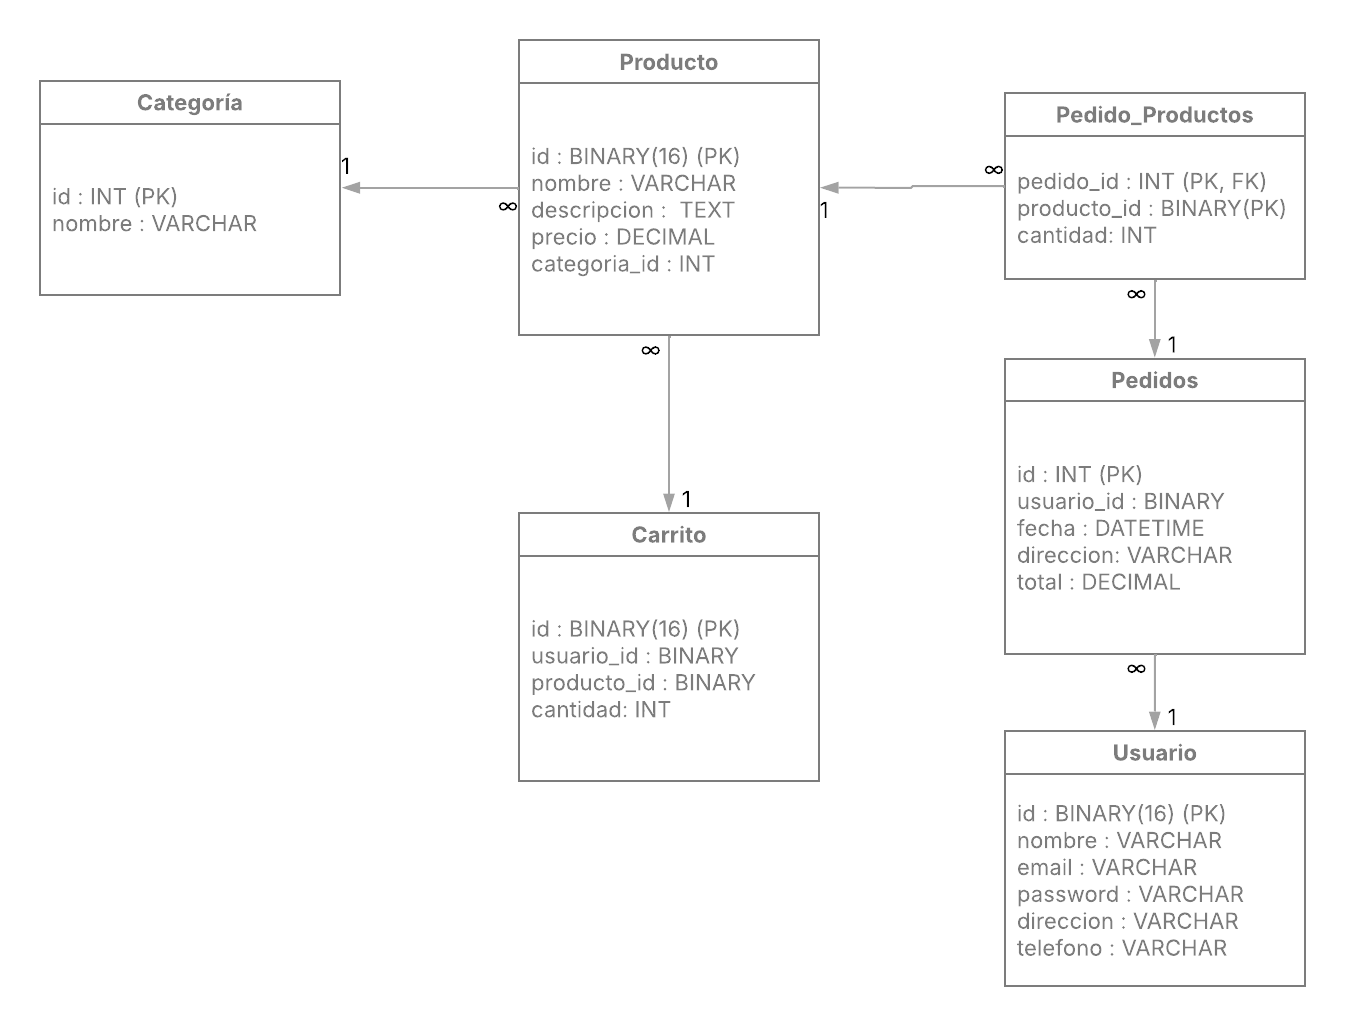 Categoría
id : INT (PK)
nombre : VARCHAR
1
∞
Producto
id : BINARY(16) (PK)
nombre : VARCHAR
descripcion :  TEXT
precio : DECIMAL
categoria_id : INT
1
∞
Pedido_Productos
pedido_id : INT (PK, FK)
producto_id : BINARY(PK)
cantidad: INT
∞
1
∞
1
Carrito
id : BINARY(16) (PK)
usuario_id : BINARY
producto_id : BINARY
cantidad: INT
Pedidos
id : INT (PK)
usuario_id : BINARY
fecha : DATETIME
direccion: VARCHAR
total : DECIMAL
∞
1
Usuario
id : BINARY(16) (PK)
nombre : VARCHAR
email : VARCHAR
password : VARCHAR
direccion : VARCHAR
telefono : VARCHAR